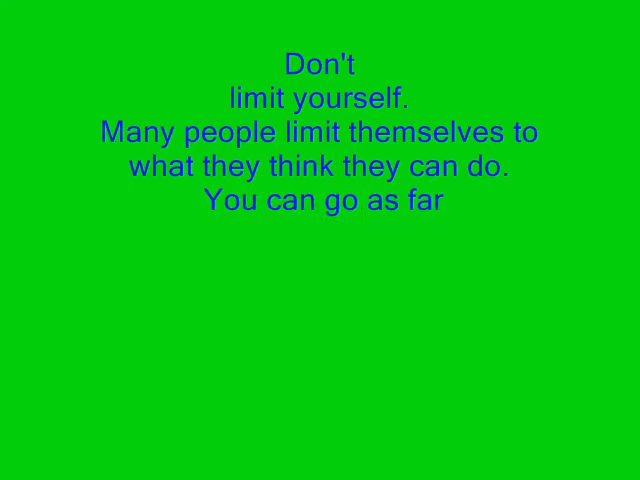 Don't
limit yourself.
Many people limit themselves to
what they think they can do.
You can go as far